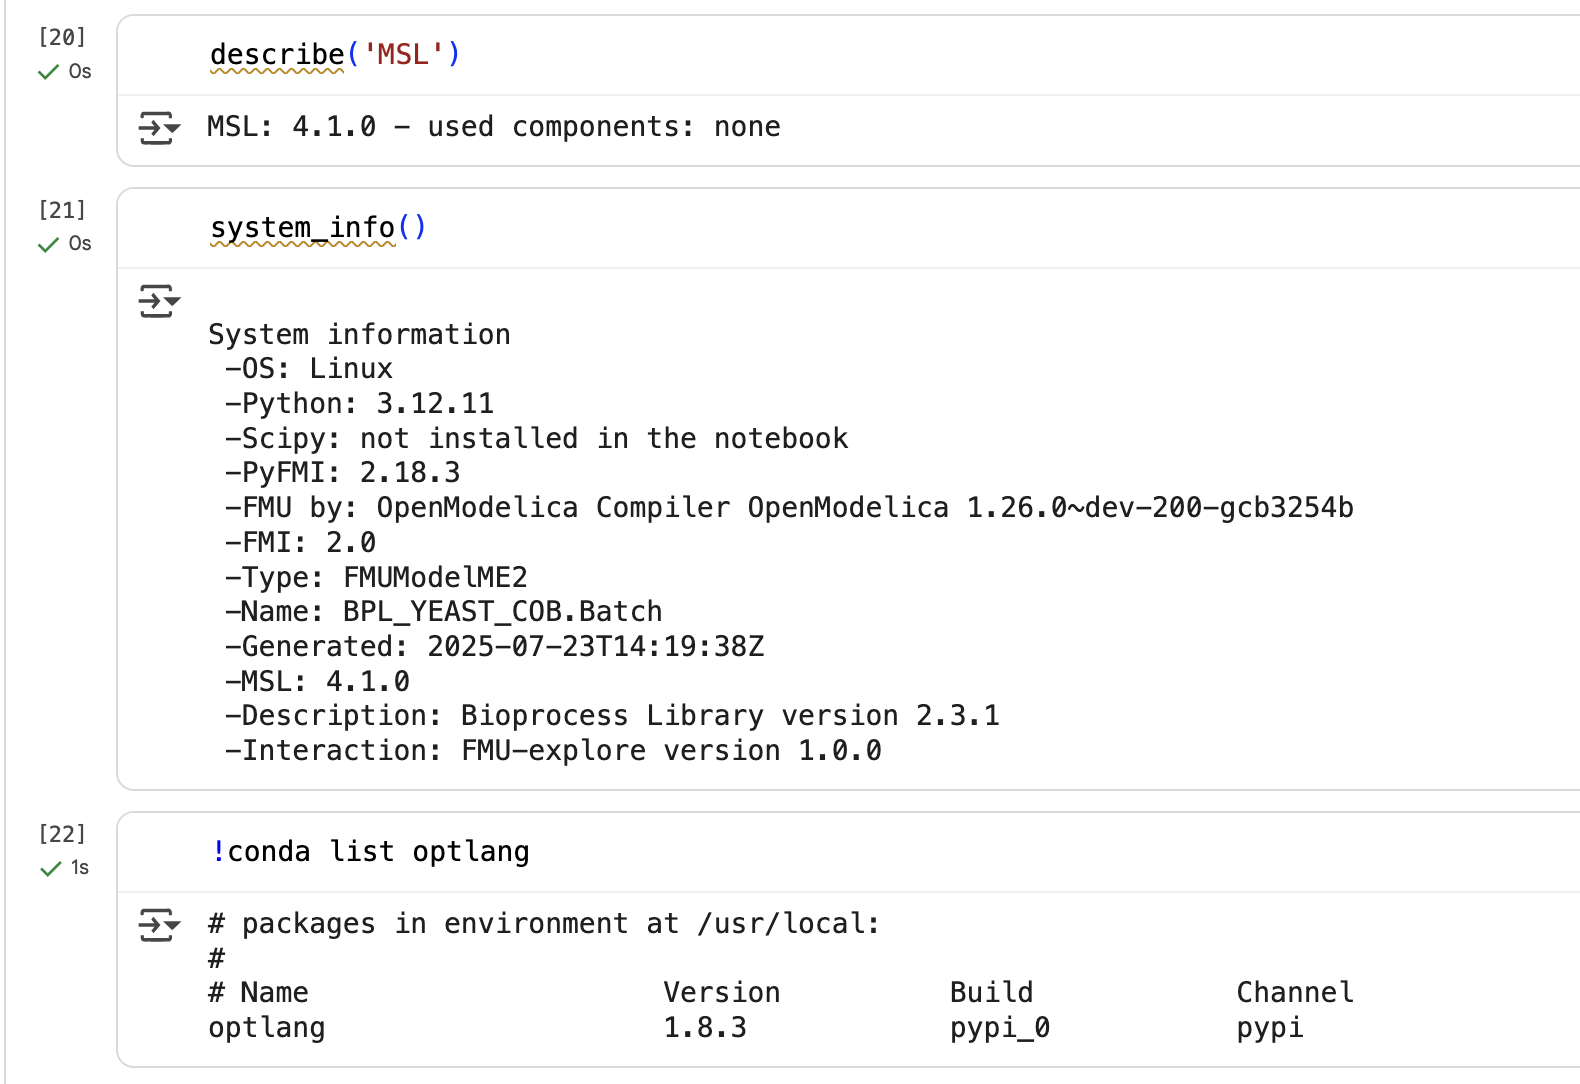 [20]
0s
describe('MSL')
MSL: 4.1.0 – used components: none
[21]
0s
system_info()
System information
–OS: Linux
–Python: 3.12.11
–Scipy: not installed in the notebook
–PyFMI: 2.18.3
–FMU by: OpenModelica Compiler OpenModelica 1.26.0~dev-200-gcb3254b
–FMI: 2.0
–Type: FMUModelME2
–Name: BPL_YEAST_COB.Batch
–Generated: 2025-07-23T14:19:38Z
–MSL: 4.1.0
–Description: Bioprocess Library version 2.3.1
–Interaction: FMU-explore version 1.0.0
[22]
1s
!conda list optlang
# packages in environment at /usr/local:
#
# Name Version Build Channel
optlang 1.8.3 pypi_0 pypi